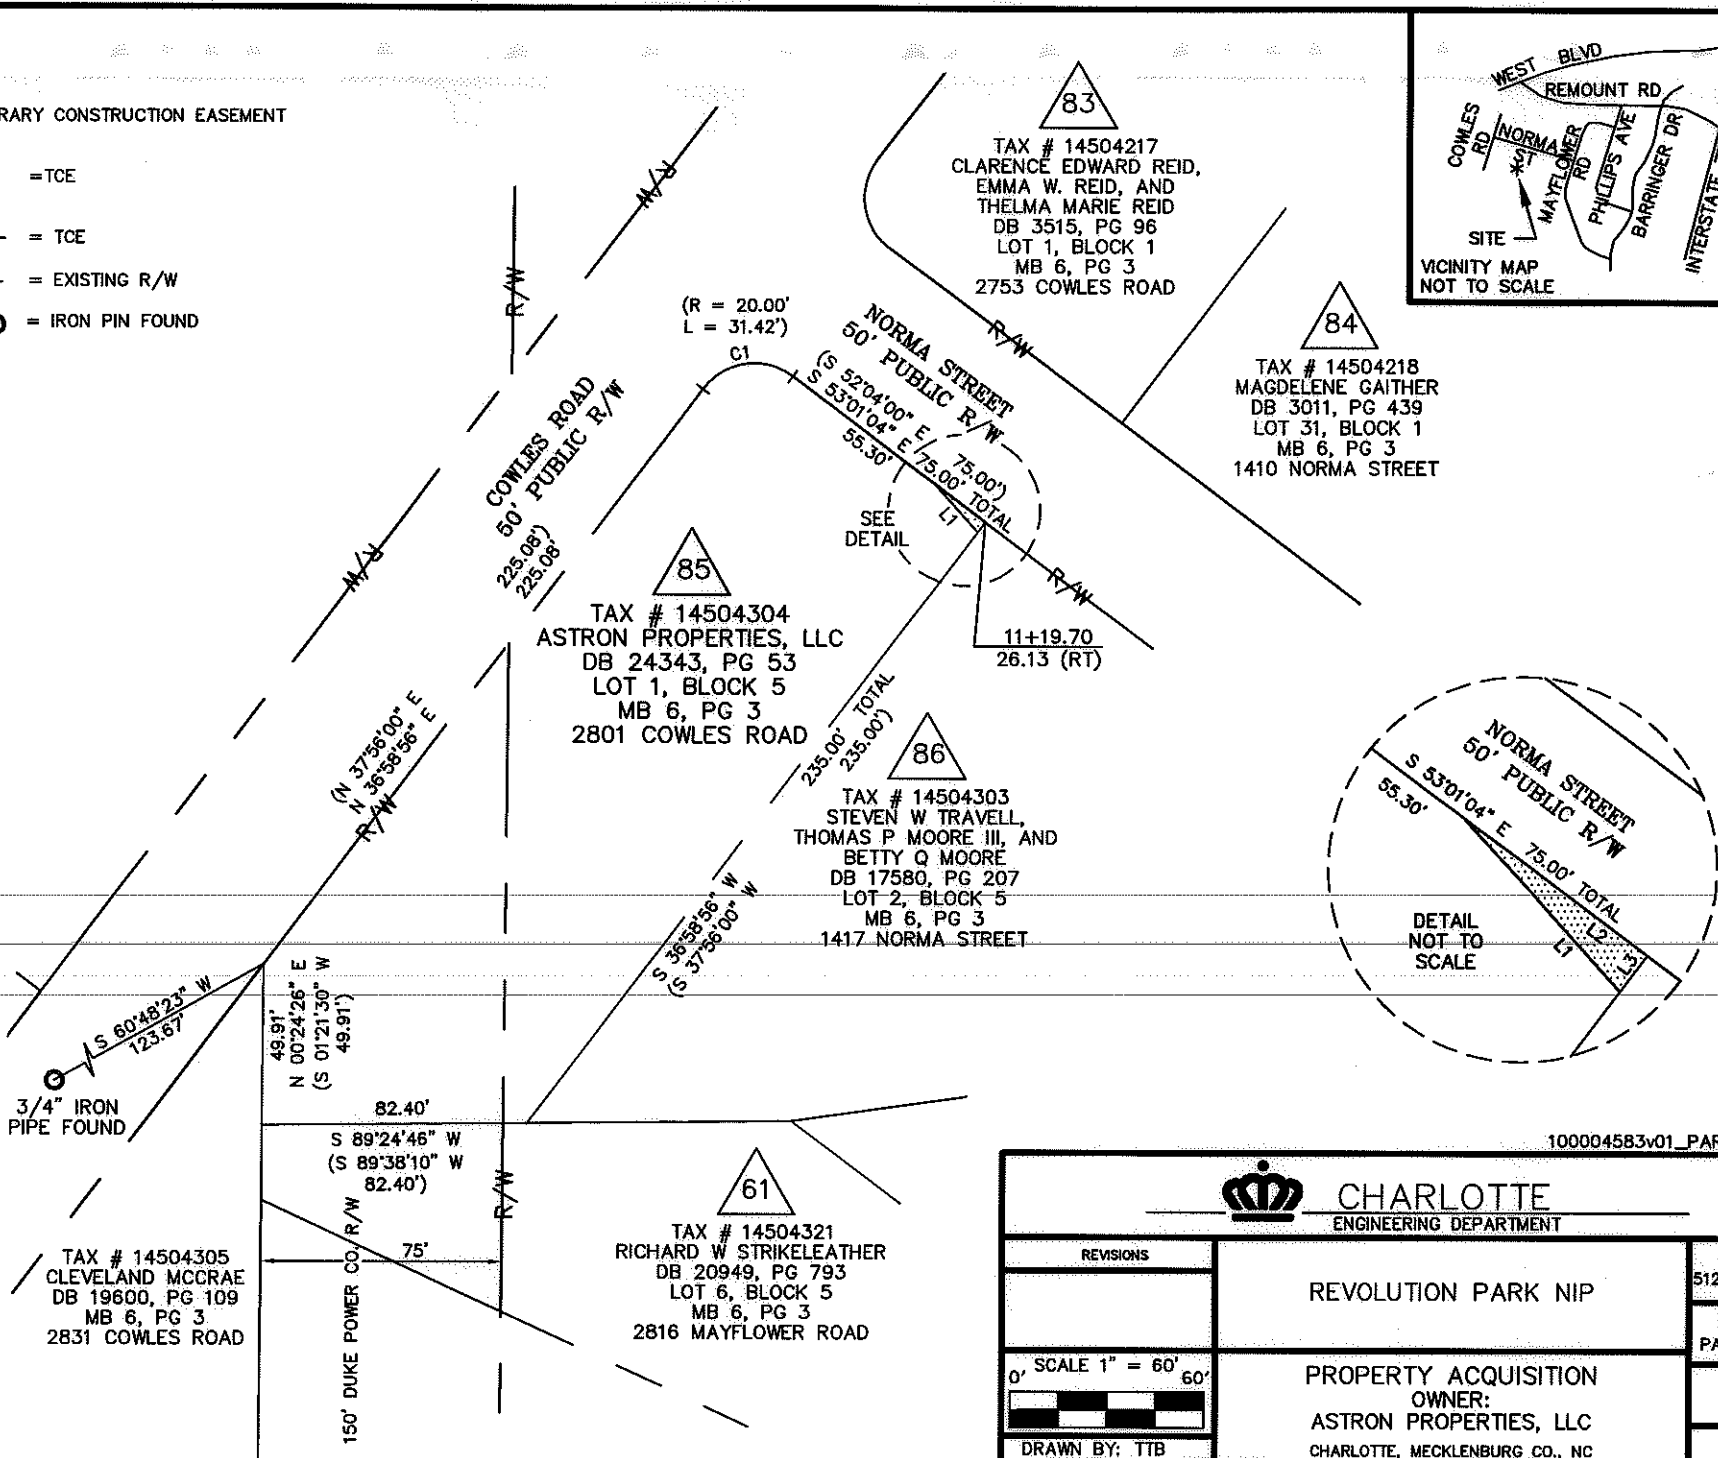 RARY CONSTRUCTION EASEMENT
=TCE
= TCE
= EXISTING R/W
= IRON PIN FOUND
83
TAX # 14504217
CLARENCE EDWARD REID,
EMMA W. REID, AND
THELMA MARIE REID
DB 3515, PG 96
LOT 1, BLOCK 1
MB 6, PG 3
2753 COWLES ROAD
WEST BLVD
REMOUNT RD
COWLES RD
NORMA ST
MAYFLOWER RD
PHILLIPS AVE
BARRINGER DR
INTERSTATE
SITE
VICINITY MAP
NOT TO SCALE
84
TAX # 14504218
MAGDELENE GAITHER
DB 3011, PG 439
LOT 31, BLOCK 1
MB 6, PG 3
1410 NORMA STREET
R/W
R/W
R/W
R/W
R/W
(R = 20.00'
L = 31.42')
C1
NORMA STREET
50' PUBLIC R/W
(S 52°04'00" E 75.00')
S 53°01'04" E 75.00' TOTAL
55.30'
L1
SEE
DETAIL
COWLES ROAD
50' PUBLIC R/W
225.08')
225.08'
85
TAX # 14504304
ASTRON PROPERTIES, LLC
DB 24343, PG 53
LOT 1, BLOCK 5
MB 6, PG 3
2801 COWLES ROAD
11+19.70
26.13 (RT)
235.00' TOTAL
235.00')
86
TAX # 14504303
STEVEN W TRAVELL,
THOMAS P MOORE III, AND
BETTY Q MOORE
DB 17580, PG 207
LOT 2, BLOCK 5
MB 6, PG 3
1417 NORMA STREET
(N 37°56'00" E
N 36°58'56" E
R/W
S 36°58'56" W
(S 37°56'00" W
NORMA STREET
50' PUBLIC R/W
S 53°01'04" E 75.00' TOTAL
55.30'
L1
L2
L3
DETAIL
NOT TO
SCALE
S 60°48'23" W
123.67'
3/4" IRON
PIPE FOUND
49.91'
N 00°24'26" E
(S 01°21'30" W
49.91')
82.40'
S 89°24'46" W
(S 89°38'10" W
82.40')
R/W
75'
150' DUKE POWER CO. R/W
61
TAX # 14504321
RICHARD W STRIKELEATHER
DB 20949, PG 793
LOT 6, BLOCK 5
MB 6, PG 3
2816 MAYFLOWER ROAD
TAX # 14504305
CLEVELAND MCCRAE
DB 19600, PG 109
MB 6, PG 3
2831 COWLES ROAD
100004583v01_PAR
CHARLOTTE
ENGINEERING DEPARTMENT
REVISIONS
REVOLUTION PARK NIP
512
PA
SCALE 1" = 60'
0' 60'
PROPERTY ACQUISITION
OWNER:
ASTRON PROPERTIES, LLC
CHARLOTTE, MECKLENBURG CO., NC
DRAWN BY: TTB